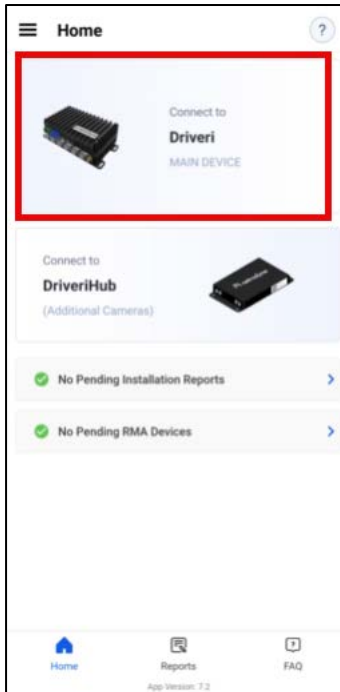 Home
?
Connect to
Driveri
MAIN DEVICE
Connect to
DriveriHub
(Additional Cameras)
No Pending Installation Reports
No Pending RMA Devices
Home
Reports
FAQ
App Version: 7.2